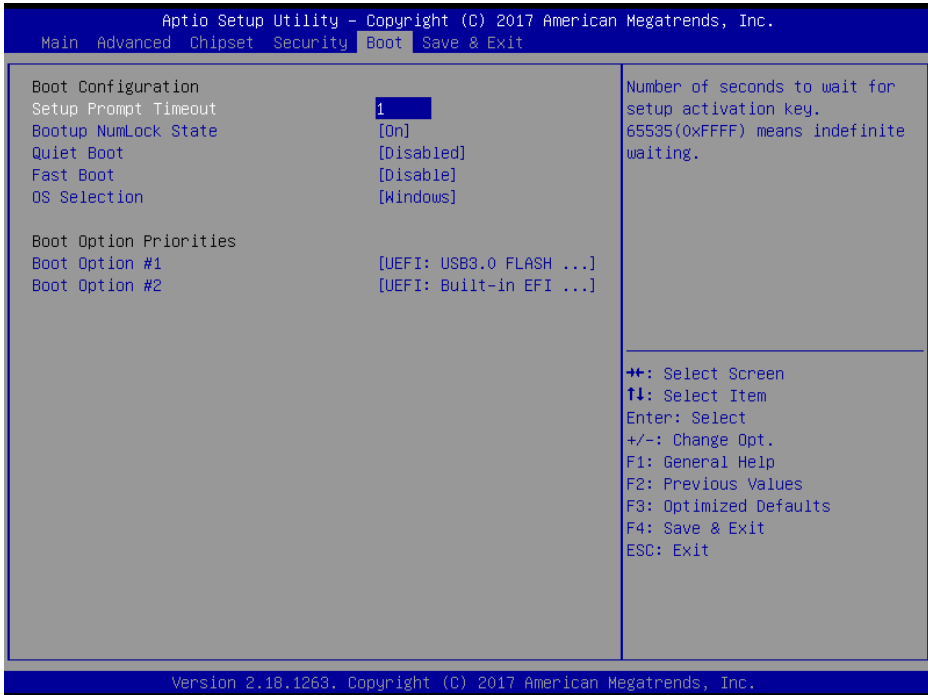 Aptio Setup Utility – Copyright (C) 2017 American Megatrends, Inc.
Main Advanced Chipset Security Boot Save & Exit
Boot Configuration
Setup Prompt Timeout 1
Bootup NumLock State [On]
Quiet Boot [Disabled]
Fast Boot [Disable]
OS Selection [Windows]
Boot Option Priorities
Boot Option #1 [UEFI: USB3.0 FLASH ...]
Boot Option #2 [UEFI: Built-in EFI ...]
Number of seconds to wait for
setup activation key.
65535(0xFFFF) means indefinite
waiting.
→←: Select Screen
↑↓: Select Item
Enter: Select
+/-: Change Opt.
F1: General Help
F2: Previous Values
F3: Optimized Defaults
F4: Save & Exit
ESC: Exit
Version 2.18.1263. Copyright (C) 2017 American Megatrends, Inc.